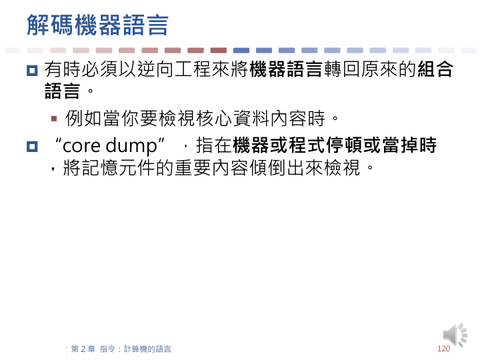 解碼機器語言
有時必須以逆向工程來將機器語言轉回原來的組合
語言。
例如當你要檢視核心資料內容時。
“core dump”，指在機器或程式停頓或當掉時
，將記憶元件的重要內容傾倒出來檢視。
第 2 章 指令：計算機的語言
120